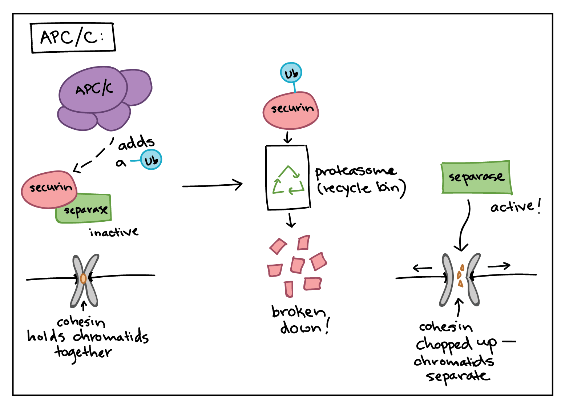 APC/C:
APC/C
adds
a Ub
securin
separase
inactive
cohesin
holds chromatids
together
Ub
securin
proteasome
(recycle bin)
broken
down!
separase
active!
cohesin
chopped up —
chromatids
separate